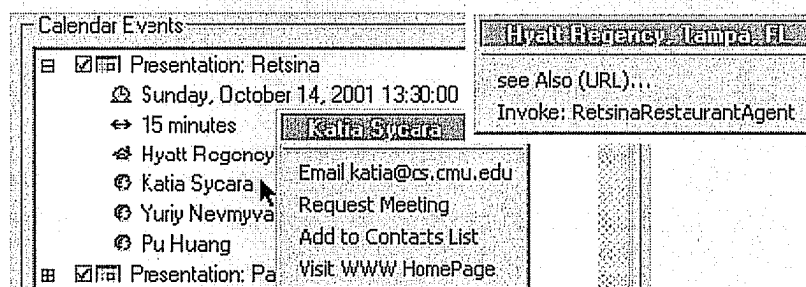 Calendar Events
Presentation: Retsina
Sunday, October 14, 2001 13:30:00
15 minutes
Hyatt Regency
Katia Sycara
Yuriy Nevmyva
Pu Huang
Presentation: Pa
Katia Sycara
Email katia@cs.cmu.edu
Request Meeting
Add to Contacts List
Visit WWW HomePage
Hyatt Regency, Tampa, FL
see Also (URL)...
Invoke: RetsinaRestaurantAgent